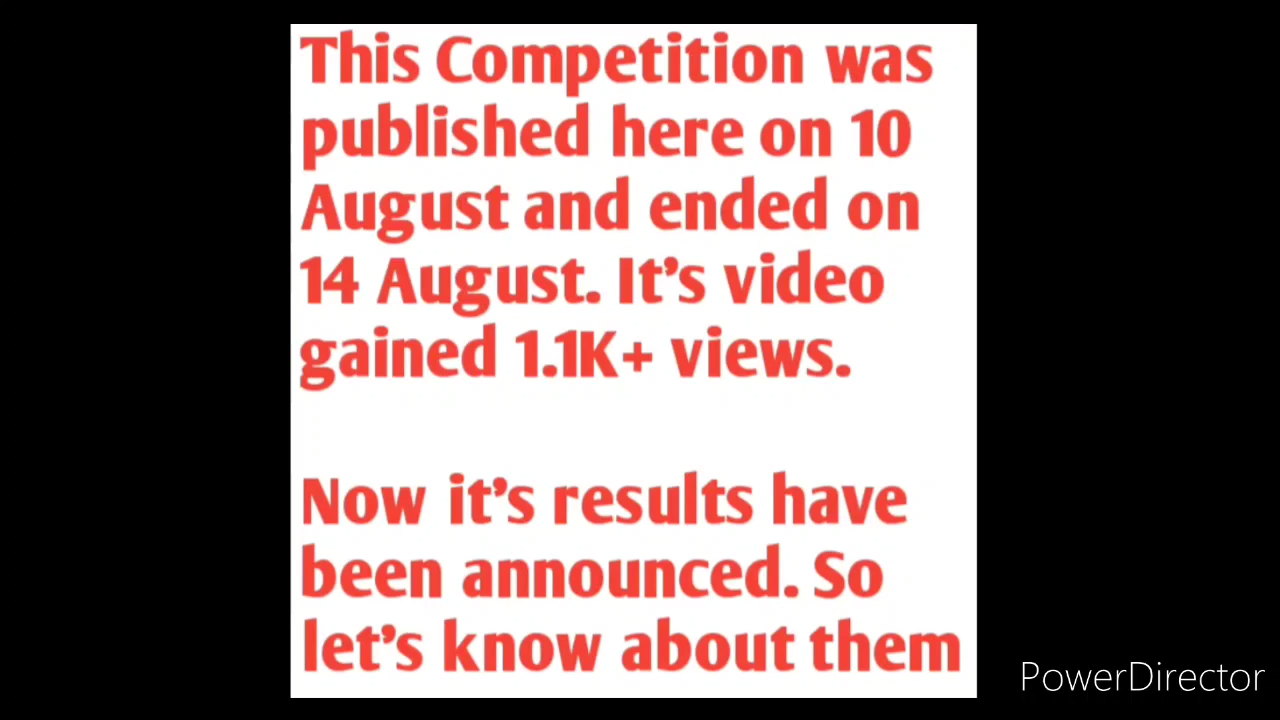 This Competition was
published here on 10
August and ended on
14 August. It's video
gained 1.1K+ views.
Now it's results have
been announced. So
let's know about them
PowerDirector